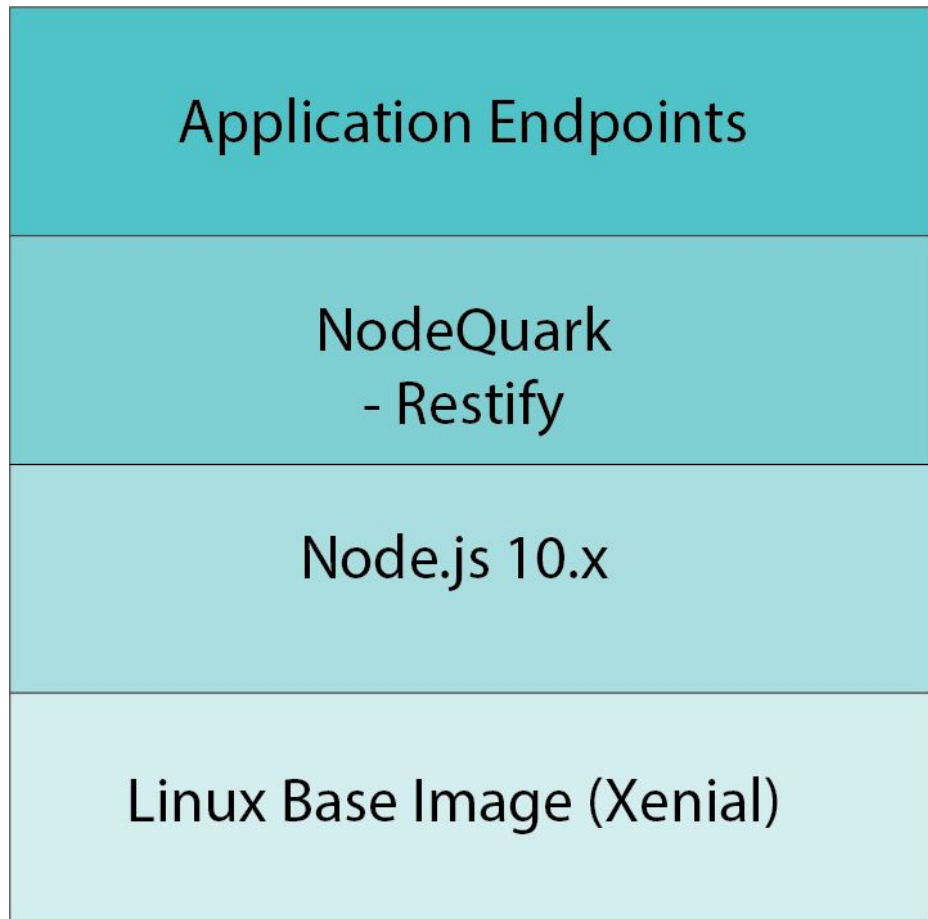 Application Endpoints
NodeQuark
- Restify
Node.js 10.x
Linux Base Image (Xenial)